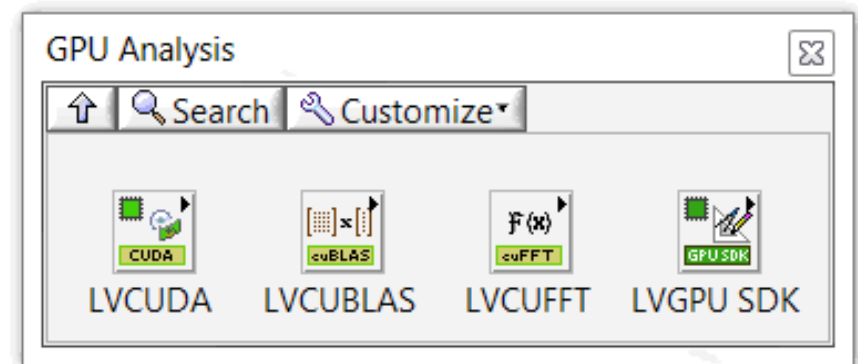 GPU Analysis
Search Customize
[ ] x [ ] F(x)
CUDA cuBLAS cuFFT GPU SDK
LVCUDA LVCUBLAS LVCUFFT LVGPU SDK